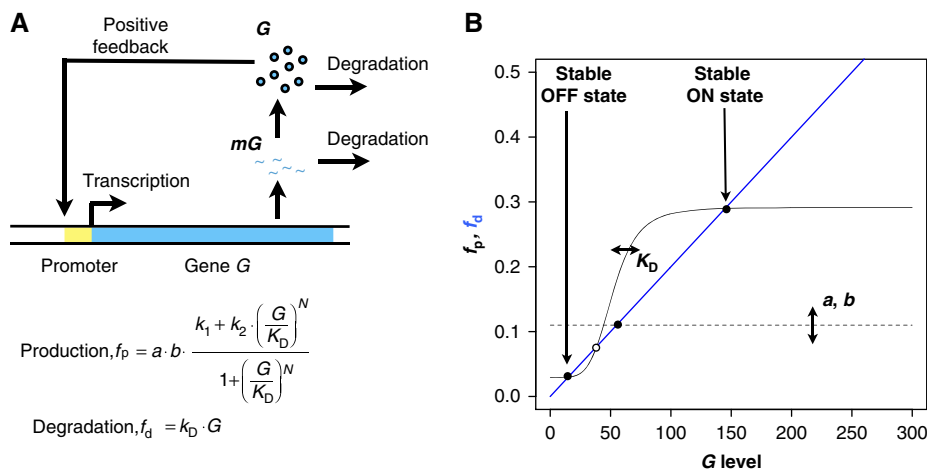 A
Positive
feedback
G
Degradation
mG
Degradation
Transcription
Promoter
Gene G
Production, fp = a · b · (k1 + k2 · (G/KD)^N) / (1 + (G/KD)^N)
Degradation, fd = kD · G
B
Stable
OFF state
Stable
ON state
KD
a, b
fp, fd
0.5
0.4
0.3
0.2
0.1
0.0
0 50 100 150 200 250 300
G level